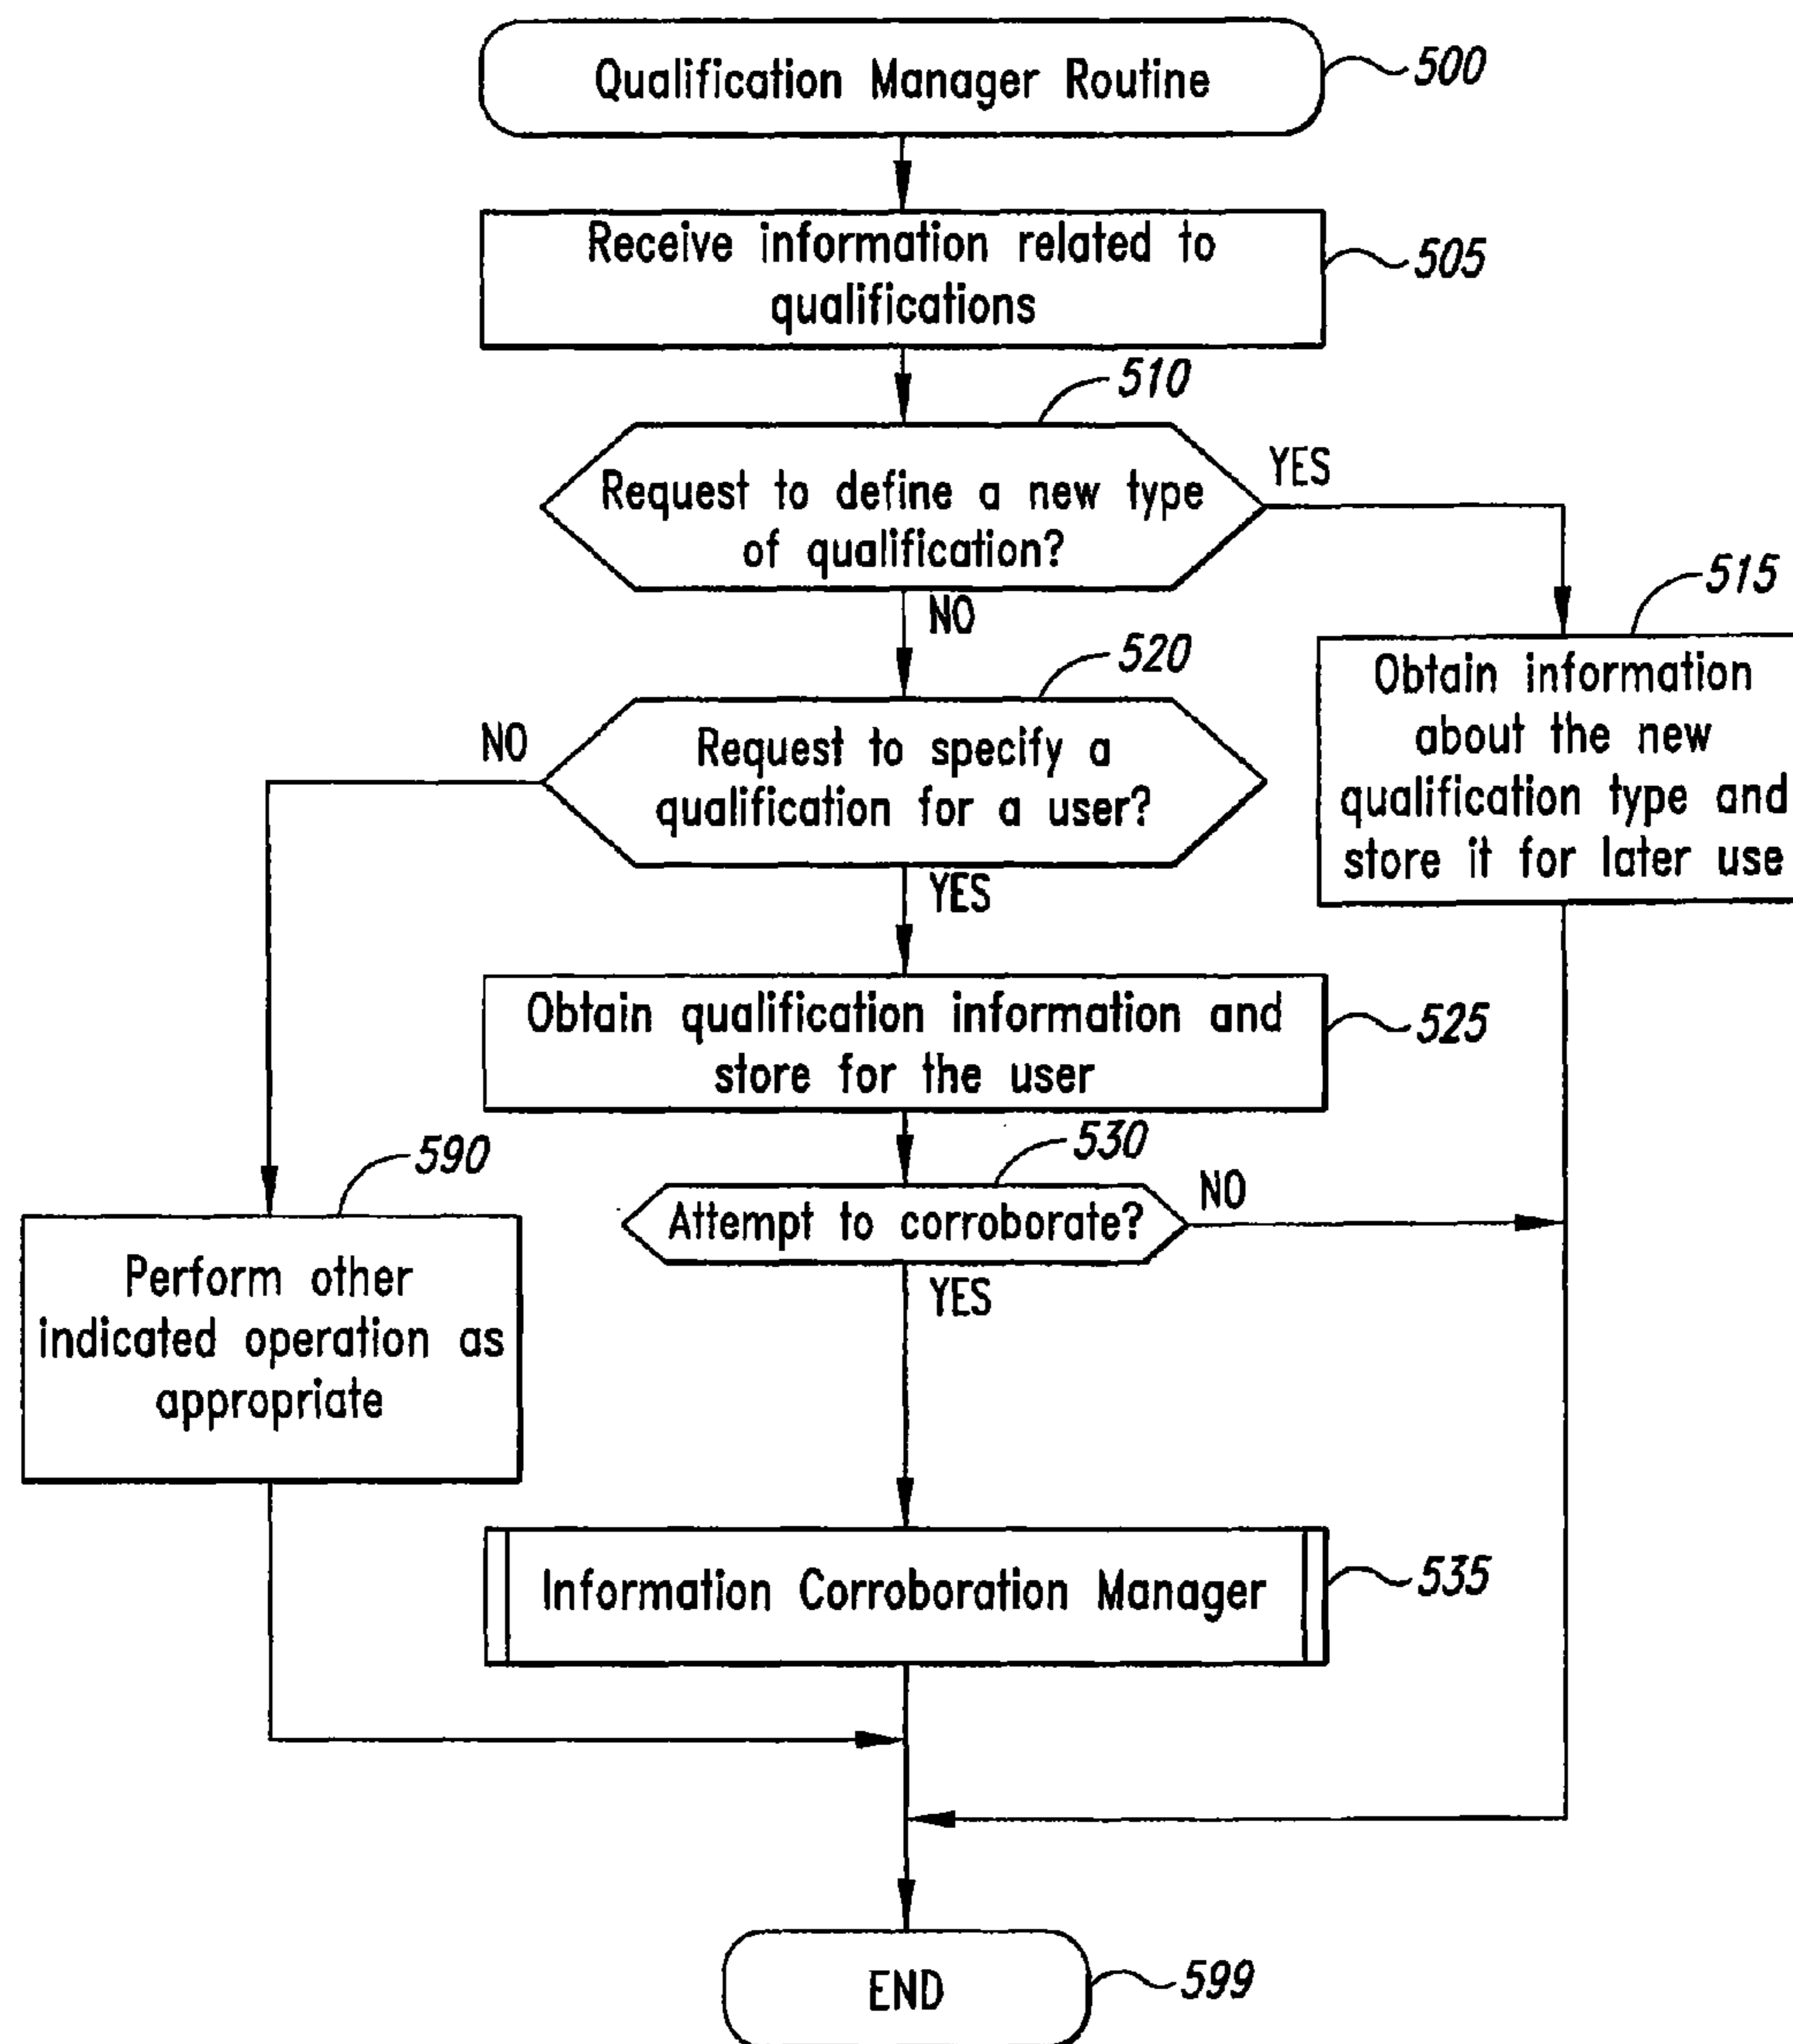 Qualification Manager Routine
500
Receive information related to
qualifications
505
510
Request to define a new type
of qualification?
YES
NO
515
Obtain information
about the new
qualification type and
store it for later use
520
Request to specify a
qualification for a user?
NO
YES
Obtain qualification information and
store for the user
525
530
Attempt to corroborate?
NO
YES
590
Perform other
indicated operation as
appropriate
Information Corroboration Manager
535
END
599